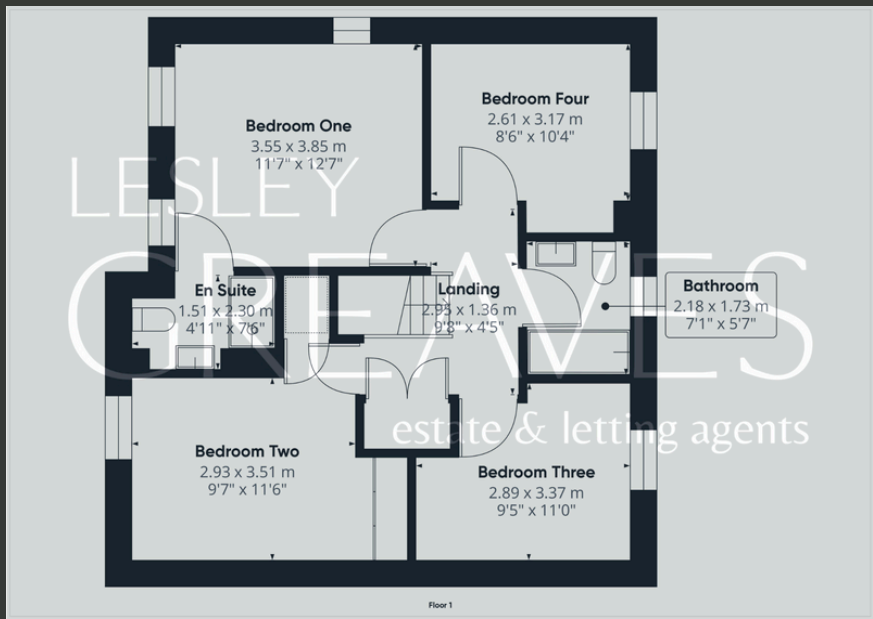 Bedroom One
3.55 x 3.85 m
11'7" x 12'7"
Bedroom Four
2.61 x 3.17 m
8'6" x 10'4"
LESLEY
GREAVES
estate & letting agents
En Suite
1.51 x 2.30 m
4'11" x 7'6"
Landing
2.95 x 1.36 m
9'8" x 4'5"
Bathroom
2.18 x 1.73 m
7'1" x 5'7"
Bedroom Two
2.93 x 3.51 m
9'7" x 11'6"
Bedroom Three
2.89 x 3.37 m
9'5" x 11'0"
Floor 1